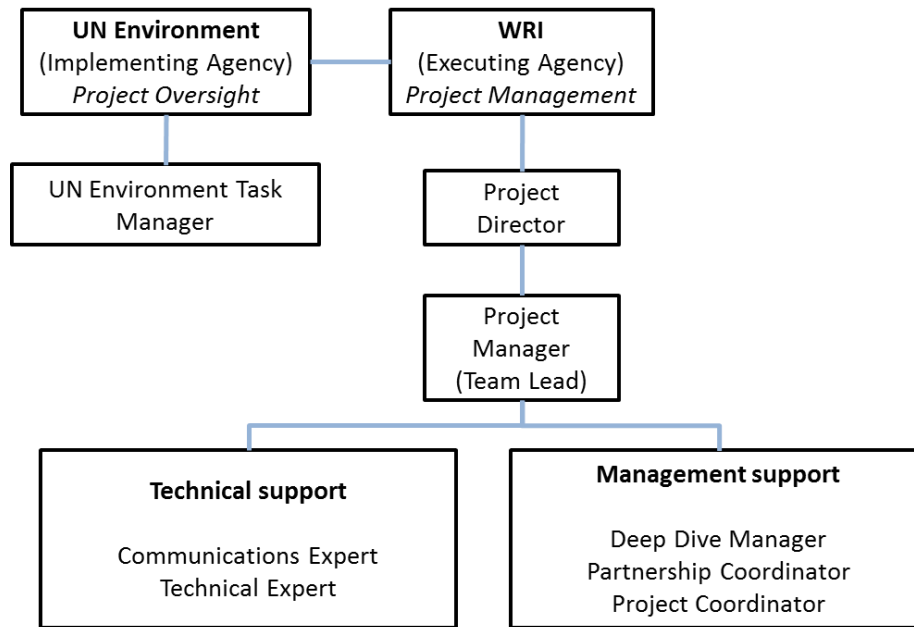 UN Environment
(Implementing Agency)
Project Oversight
WRI
(Executing Agency)
Project Management
UN Environment Task
Manager
Project
Director
Project
Manager
(Team Lead)
Technical support
Communications Expert
Technical Expert
Management support
Deep Dive Manager
Partnership Coordinator
Project Coordinator